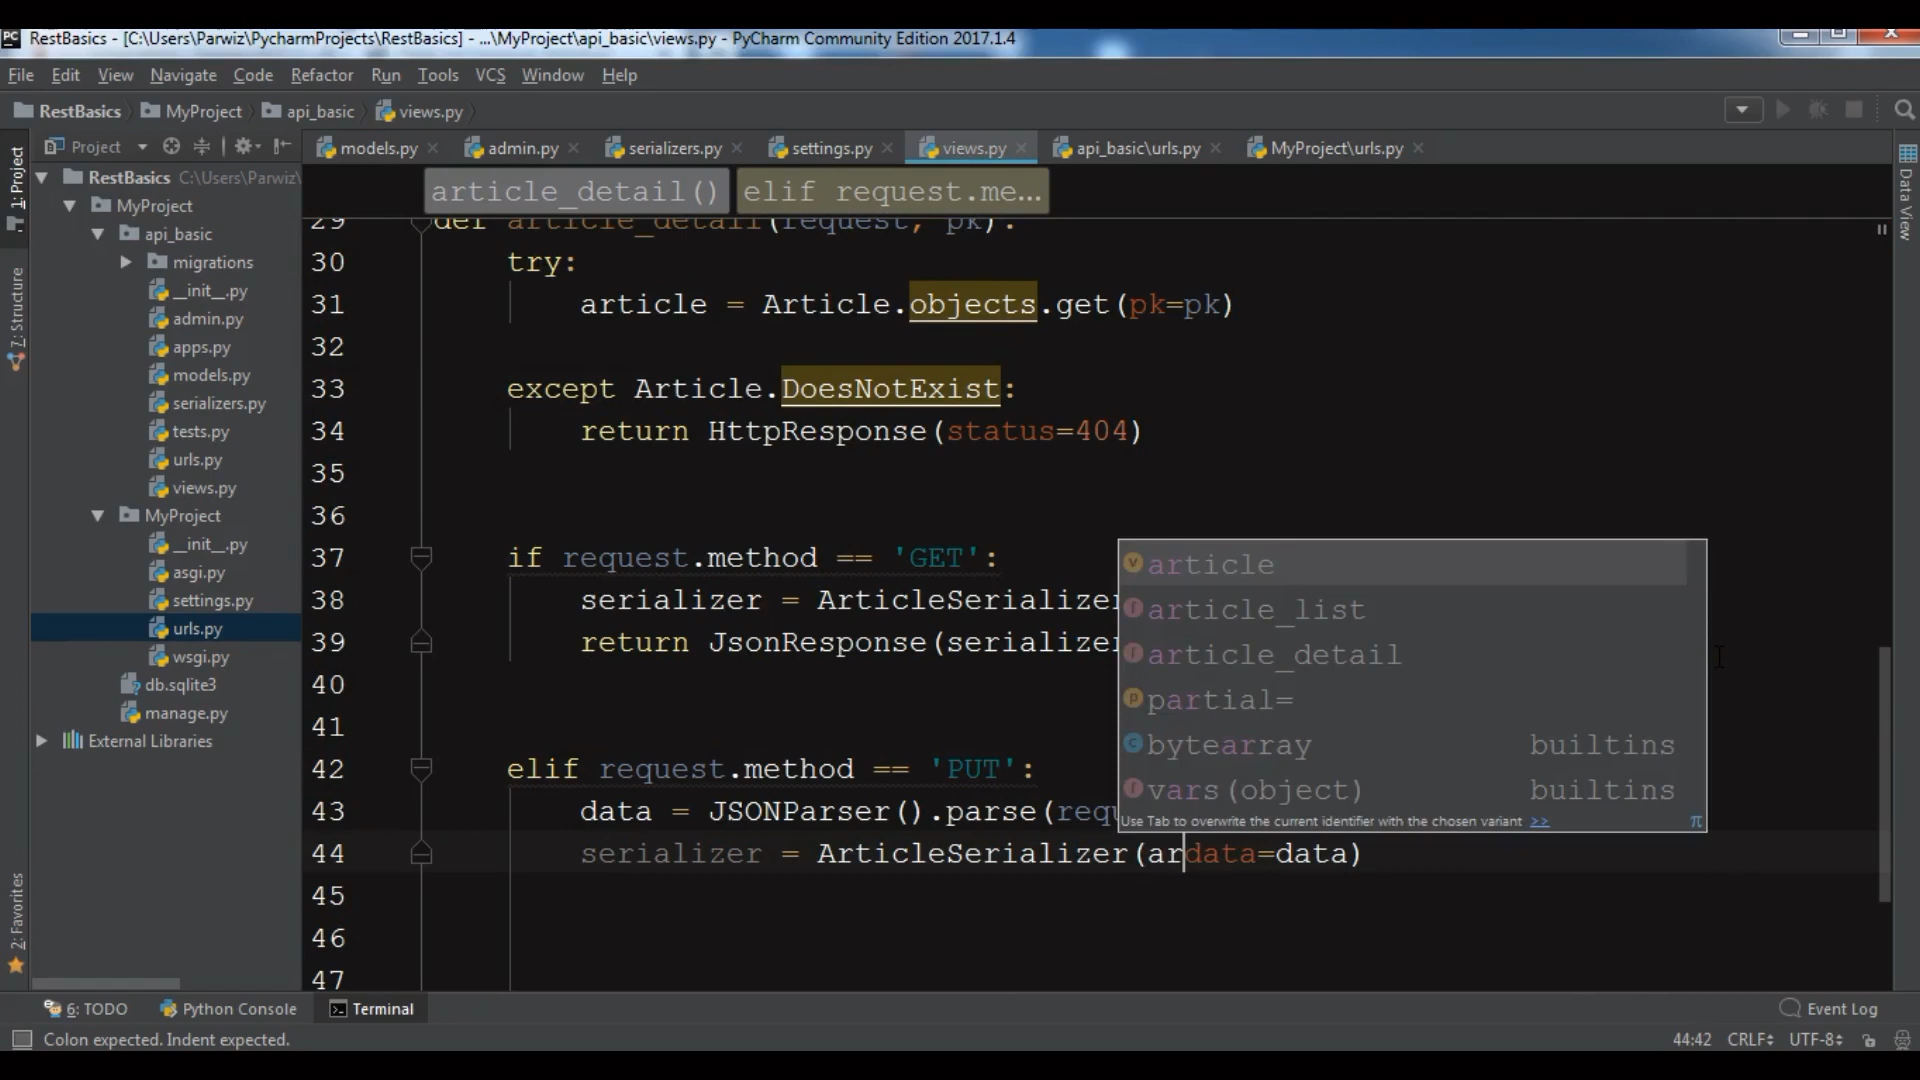 PC RestBasics - [C:\Users\Parwiz\PycharmProjects\RestBasics] - ...\MyProject\api_basic\views.py - PyCharm Community Edition 2017.1.4
File Edit View Navigate Code Refactor Run Tools VCS Window Help
RestBasics MyProject api_basic views.py
Project models.py admin.py serializers.py settings.py views.py api_basic\urls.py MyProject\urls.py
1: Project
7: Structure
2: Favorites
Data View
RestBasics C:\Users\Parwiz\
MyProject
api_basic
migrations
__init__.py
admin.py
apps.py
models.py
serializers.py
tests.py
urls.py
views.py
MyProject
__init__.py
asgi.py
settings.py
urls.py
wsgi.py
db.sqlite3
manage.py
External Libraries
article_detail() elif request.me...
29 def article_detail(request, pk):
30 try:
31 article = Article.objects.get(pk=pk)
32
33 except Article.DoesNotExist:
34 return HttpResponse(status=404)
35
36
37 if request.method == 'GET':
38 serializer = ArticleSerializer
39 return JsonResponse(serializer
40
41
42 elif request.method == 'PUT':
43 data = JSONParser().parse(requ
44 serializer = ArticleSerializer(ardata=data)
45
46
47
v article
f article_list
f article_detail
p partial=
c bytearray builtins
f vars(object) builtins
Use Tab to overwrite the current identifier with the chosen variant >> π
6: TODO Python Console Terminal Event Log
Colon expected. Indent expected. 44:42 CRLF UTF-8